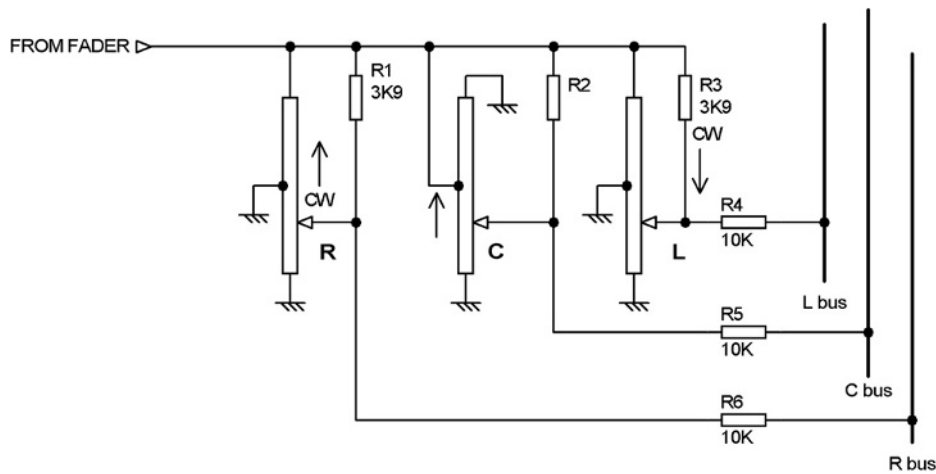 FROM FADER
R1
3K9
R2
R3
3K9
CW
CW
R
C
L
R4
10K
L bus
R5
10K
C bus
R6
10K
R bus